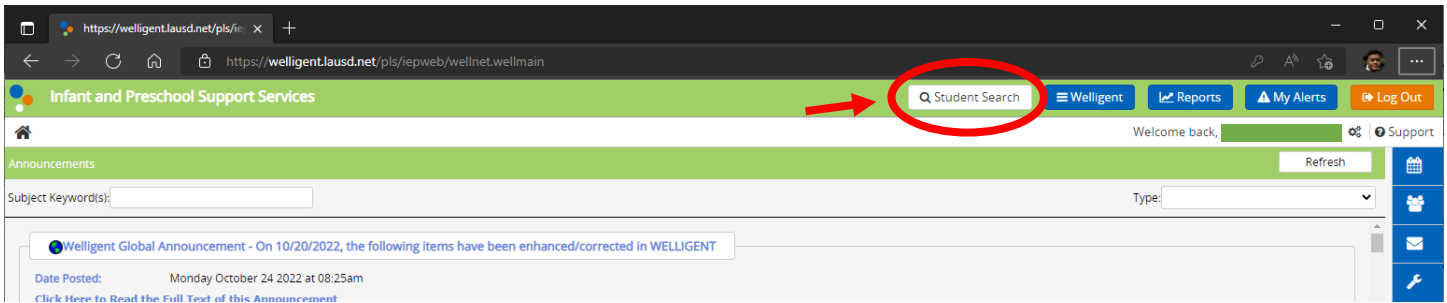 https://welligent.lausd.net/pls/ie
https://welligent.lausd.net/pls/iepweb/wellnet.wellmain
Infant and Preschool Support Services
Student Search
Welligent
Reports
My Alerts
Log Out
Welcome back,
Support
Announcements
Refresh
Subject Keyword(s):
Type:
Welligent Global Announcement - On 10/20/2022, the following items have been enhanced/corrected in WELLIGENT
Date Posted: Monday October 24 2022 at 08:25am
Click Here to Read the Full Text of this Announcement